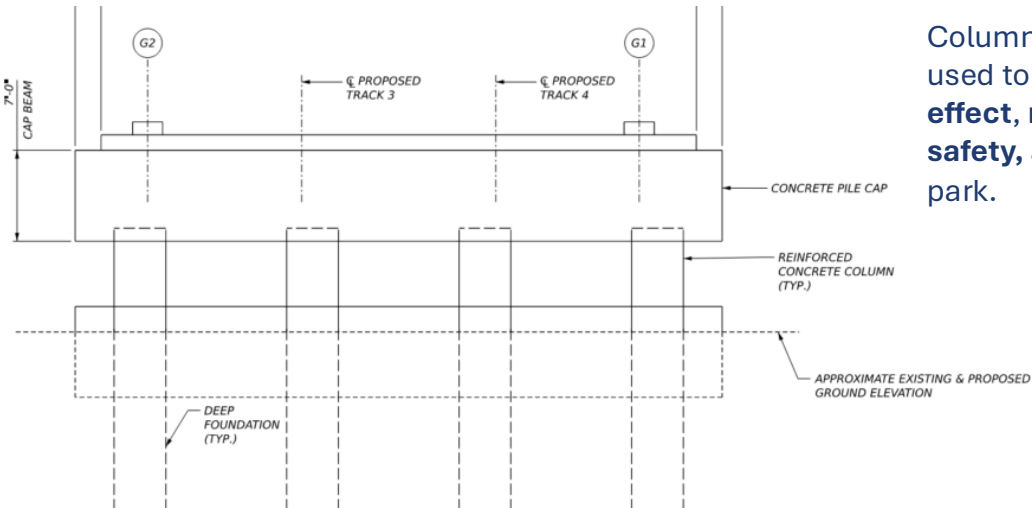 G2
G1
℄ PROPOSED
TRACK 3
℄ PROPOSED
TRACK 4
7'-0"
CAP BEAM
CONCRETE PILE CAP
REINFORCED
CONCRETE COLUMN
(TYP.)
APPROXIMATE EXISTING & PROPOSED
GROUND ELEVATION
DEEP
FOUNDATION
(TYP.)
Column
used to
effect,
safety,
park.